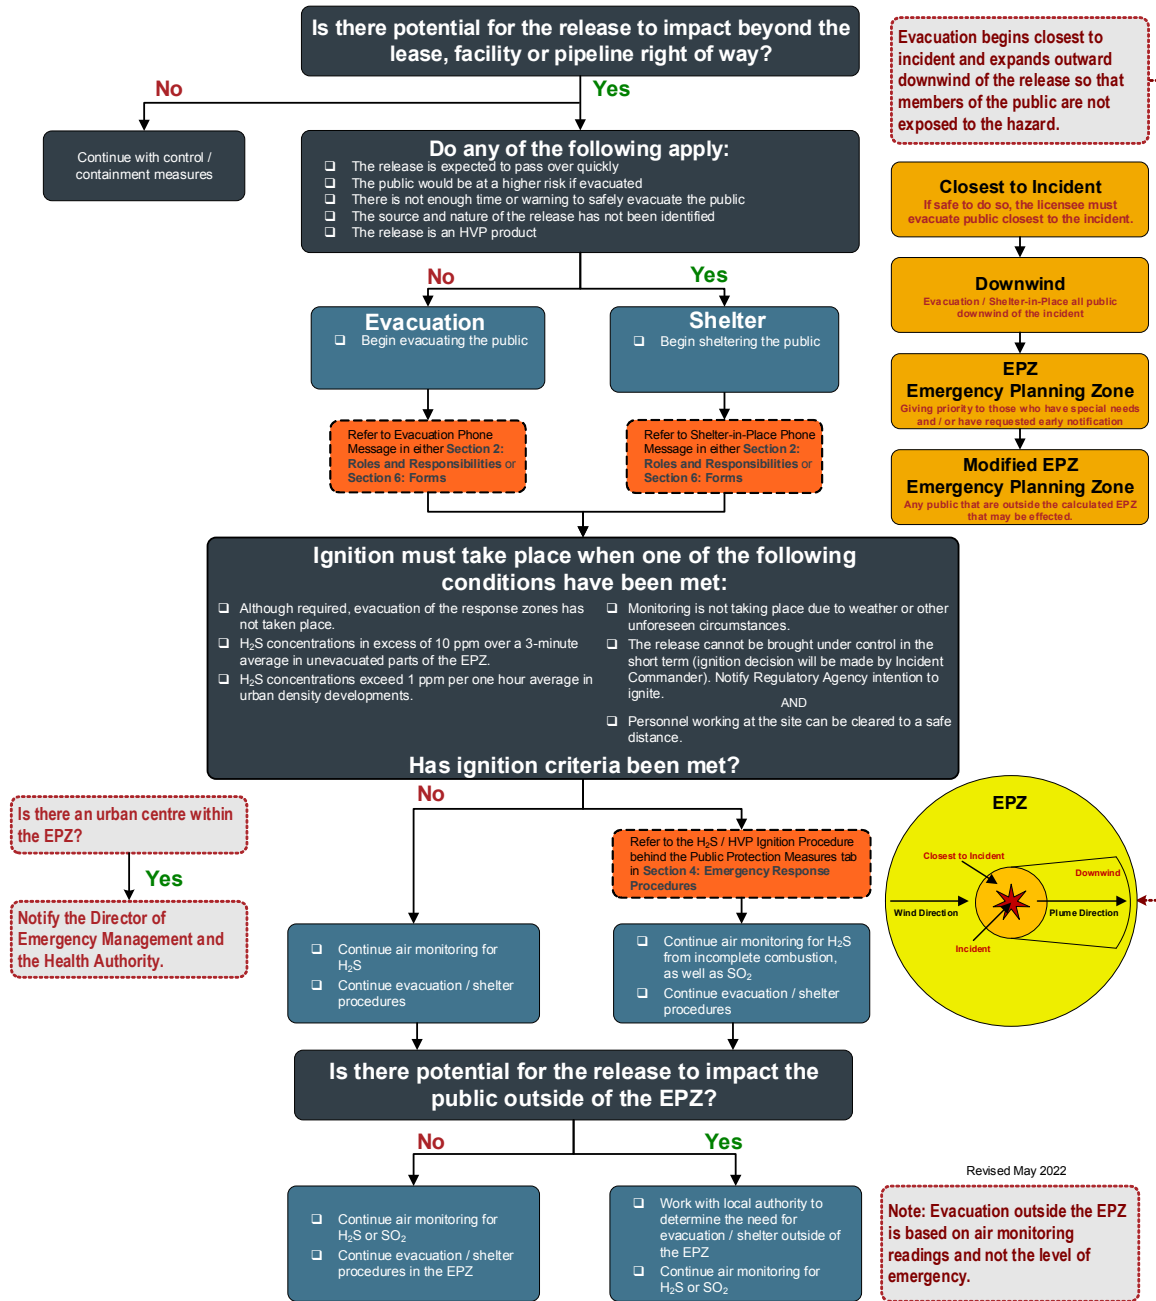 Is there potential for the release to impact beyond the
lease, facility or pipeline right of way?
No
Yes
Continue with control /
containment measures
Do any of the following apply:
❑ The release is expected to pass over quickly
❑ The public would be at a higher risk if evacuated
❑ There is not enough time or warning to safely evacuate the public
❑ The source and nature of the release has not been identified
❑ The release is an HVP product
No
Yes
Evacuation
❑ Begin evacuating the public
Shelter
❑ Begin sheltering the public
Refer to Evacuation Phone
Message in either Section 2:
Roles and Responsibilities or
Section 6: Forms
Refer to Shelter-in-Place Phone
Message in either Section 2:
Roles and Responsibilities or
Section 6: Forms
Evacuation begins closest to
incident and expands outward
downwind of the release so that
members of the public are not
exposed to the hazard.
Closest to Incident
If safe to do so, the licensee must
evacuate public closest to the incident.
Downwind
Evacuation / Shelter-in-Place all public
downwind of the incident
EPZ
Emergency Planning Zone
Giving priority to those who have special needs
and / or have requested early notification
Modified EPZ
Emergency Planning Zone
Any public that are outside the calculated EPZ
that may be effected.
Ignition must take place when one of the following
conditions have been met:
❑ Although required, evacuation of the response zones has
not taken place.
❑ H₂S concentrations in excess of 10 ppm over a 3-minute
average in unevacuated parts of the EPZ.
❑ H₂S concentrations exceed 1 ppm per one hour average in
urban density developments.
❑ Monitoring is not taking place due to weather or other
unforeseen circumstances.
❑ The release cannot be brought under control in the
short term (ignition decision will be made by Incident
Commander). Notify Regulatory Agency intention to
ignite.
AND
❑ Personnel working at the site can be cleared to a safe
distance.
Has ignition criteria been met?
No
Is there an urban centre within
the EPZ?
Yes
Notify the Director of
Emergency Management and
the Health Authority.
Refer to the H₂S / HVP Ignition Procedure
behind the Public Protection Measures tab
in Section 4: Emergency Response
Procedures
❑ Continue air monitoring for
H₂S
❑ Continue evacuation / shelter
procedures
❑ Continue air monitoring for H₂S
from incomplete combustion,
as well as SO₂
❑ Continue evacuation / shelter
procedures
EPZ
Closest to Incident
Downwind
Wind Direction
Plume Direction
Incident
Is there potential for the release to impact the
public outside of the EPZ?
No
Yes
❑ Continue air monitoring for
H₂S or SO₂
❑ Continue evacuation / shelter
procedures in the EPZ
❑ Work with local authority to
determine the need for
evacuation / shelter outside of
the EPZ
❑ Continue air monitoring for
H₂S or SO₂
Revised May 2022
Note: Evacuation outside the EPZ
is based on air monitoring
readings and not the level of
emergency.